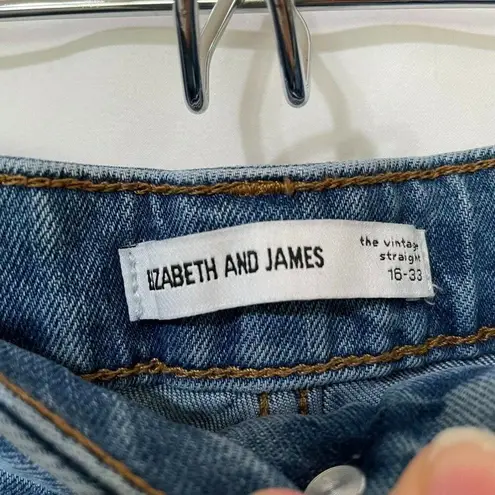 IZABETH AND JAMES
the vintage
straight
16-33